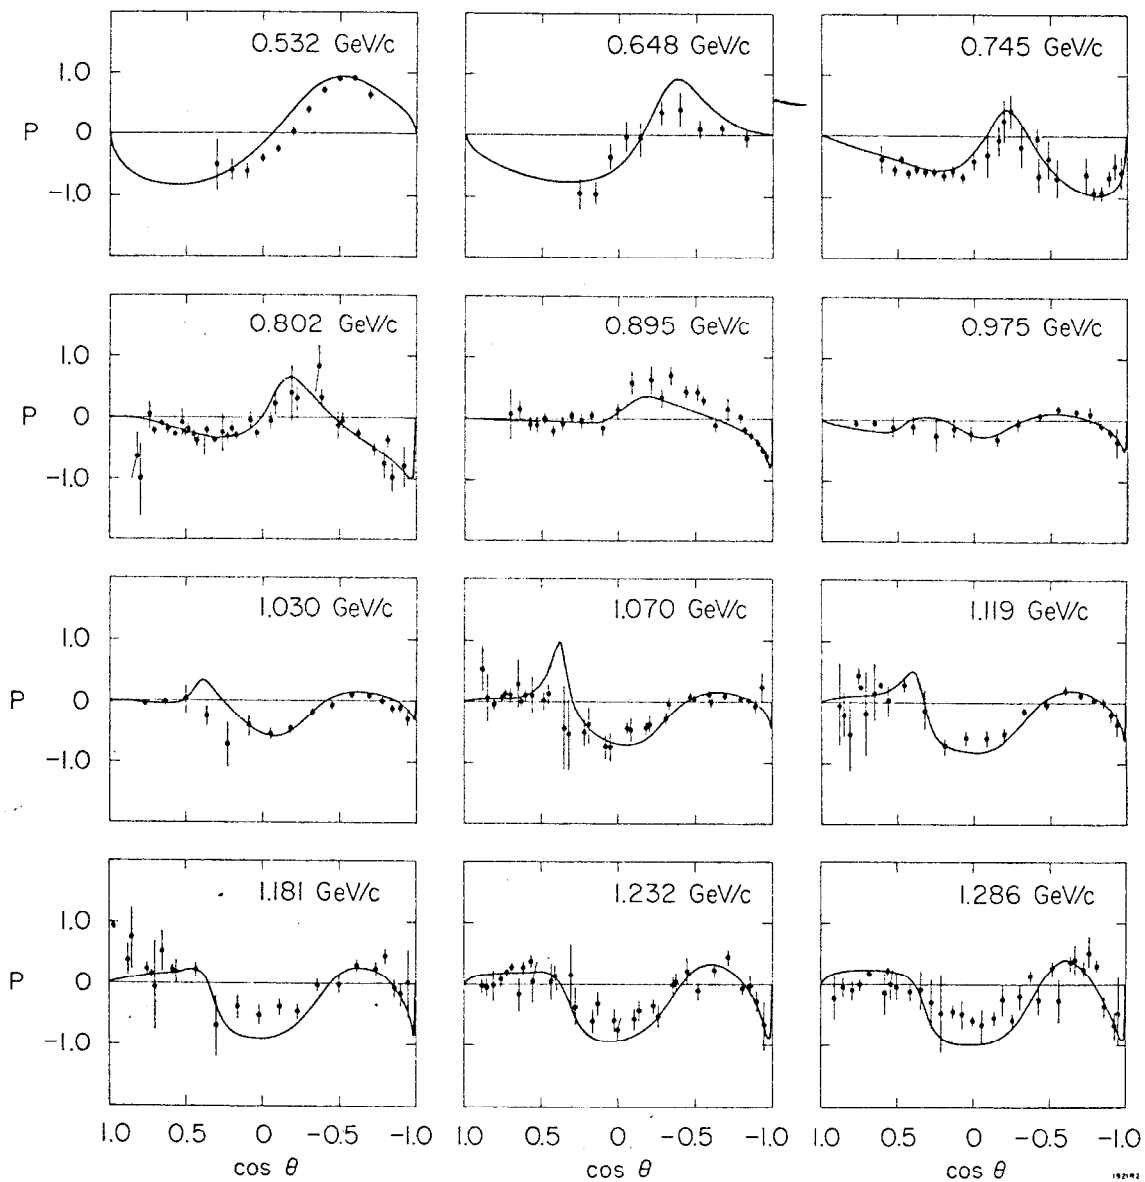 0.532 GeV/c
0.648 GeV/c
0.745 GeV/c
1.0
P 0
-1.0
0.802 GeV/c
0.895 GeV/c
0.975 GeV/c
1.0
P 0
-1.0
1.030 GeV/c
1.070 GeV/c
1.119 GeV/c
1.0
P 0
-1.0
1.181 GeV/c
1.232 GeV/c
1.286 GeV/c
1.0
P 0
-1.0
1.0 0.5 0 -0.5 -1.0 1.0 0.5 0 -0.5 -1.0 1.0 0.5 0 -0.5 -1.0
cos θ cos θ cos θ